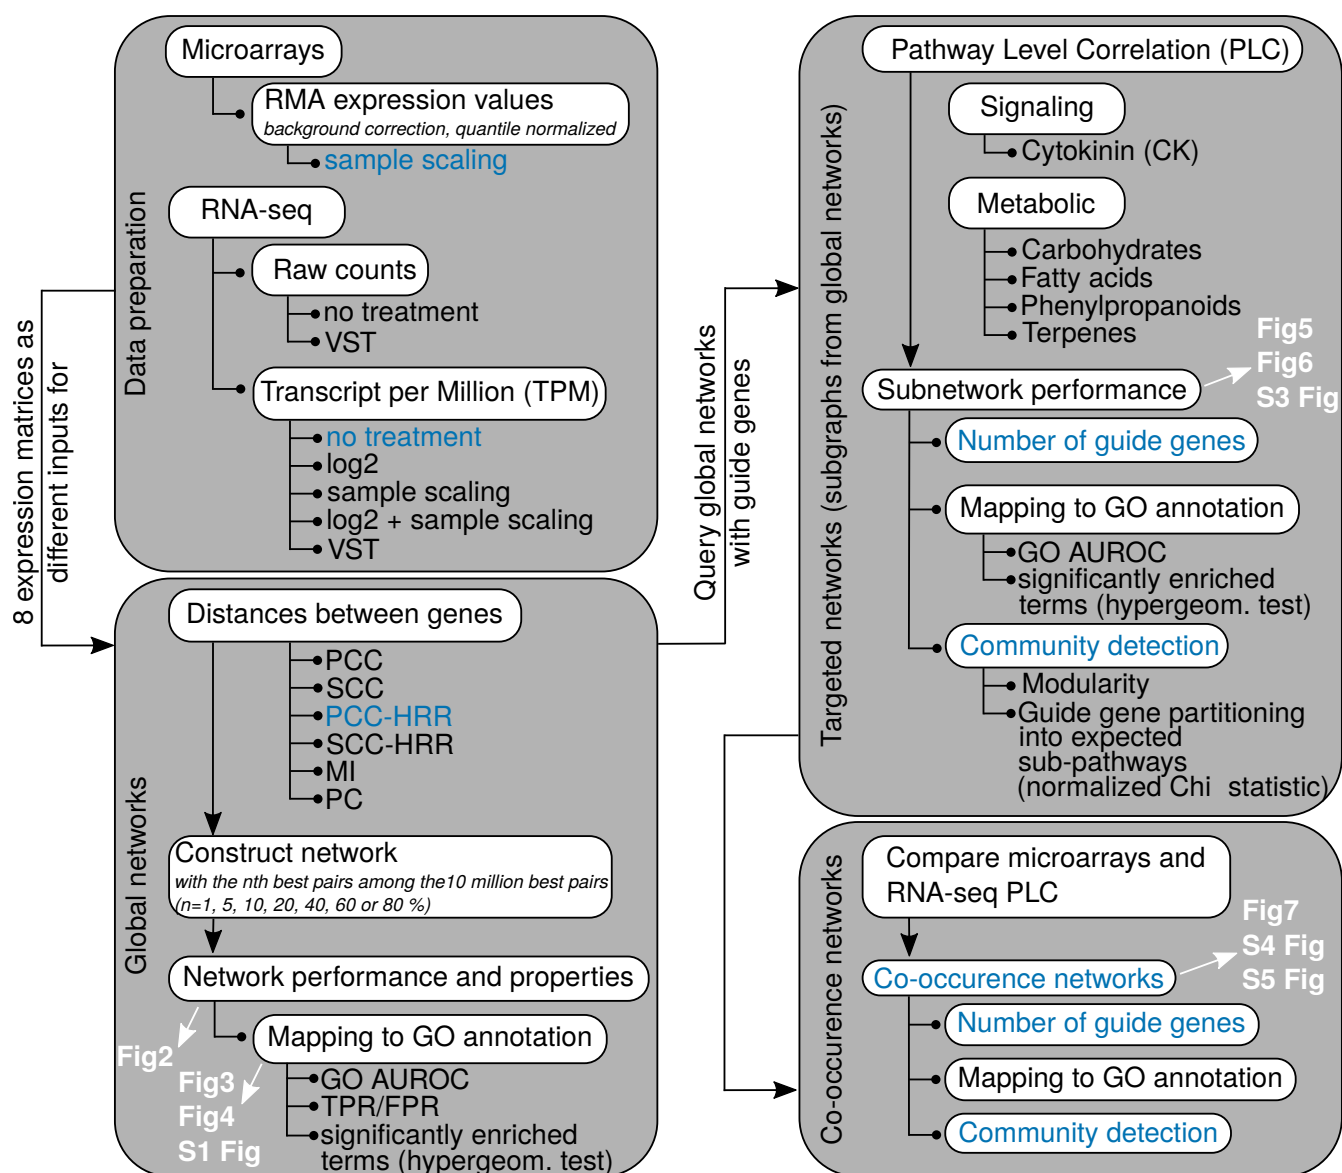 Microarrays
RMA expression values
background correction, quantile normalized
sample scaling
RNA-seq
Raw counts
no treatment
VST
Transcript per Million (TPM)
no treatment
log2
sample scaling
log2 + sample scaling
VST
Data preparation
8 expression matrices as
different inputs for
Distances between genes
PCC
SCC
PCC-HRR
SCC-HRR
MI
PC
Construct network
with the nth best pairs among the10 million best pairs
(n=1, 5, 10, 20, 40, 60 or 80 %)
Network performance and properties
Mapping to GO annotation
GO AUROC
TPR/FPR
significantly enriched
terms (hypergeom. test)
Fig2
Fig3
Fig4
S1 Fig
Global networks
Query global networks
with guide genes
Pathway Level Correlation (PLC)
Signaling
Cytokinin (CK)
Metabolic
Carbohydrates
Fatty acids
Phenylpropanoids
Terpenes
Fig5
Fig6
S3 Fig
Subnetwork performance
Number of guide genes
Mapping to GO annotation
GO AUROC
significantly enriched
terms (hypergeom. test)
Community detection
Modularity
Guide gene partitioning
into expected
sub-pathways
(normalized Chi statistic)
Targeted networks (subgraphs from global networks)
Compare microarrays and
RNA-seq PLC
Fig7
S4 Fig
S5 Fig
Co-occurence networks
Number of guide genes
Mapping to GO annotation
Community detection
Co-occurence networks